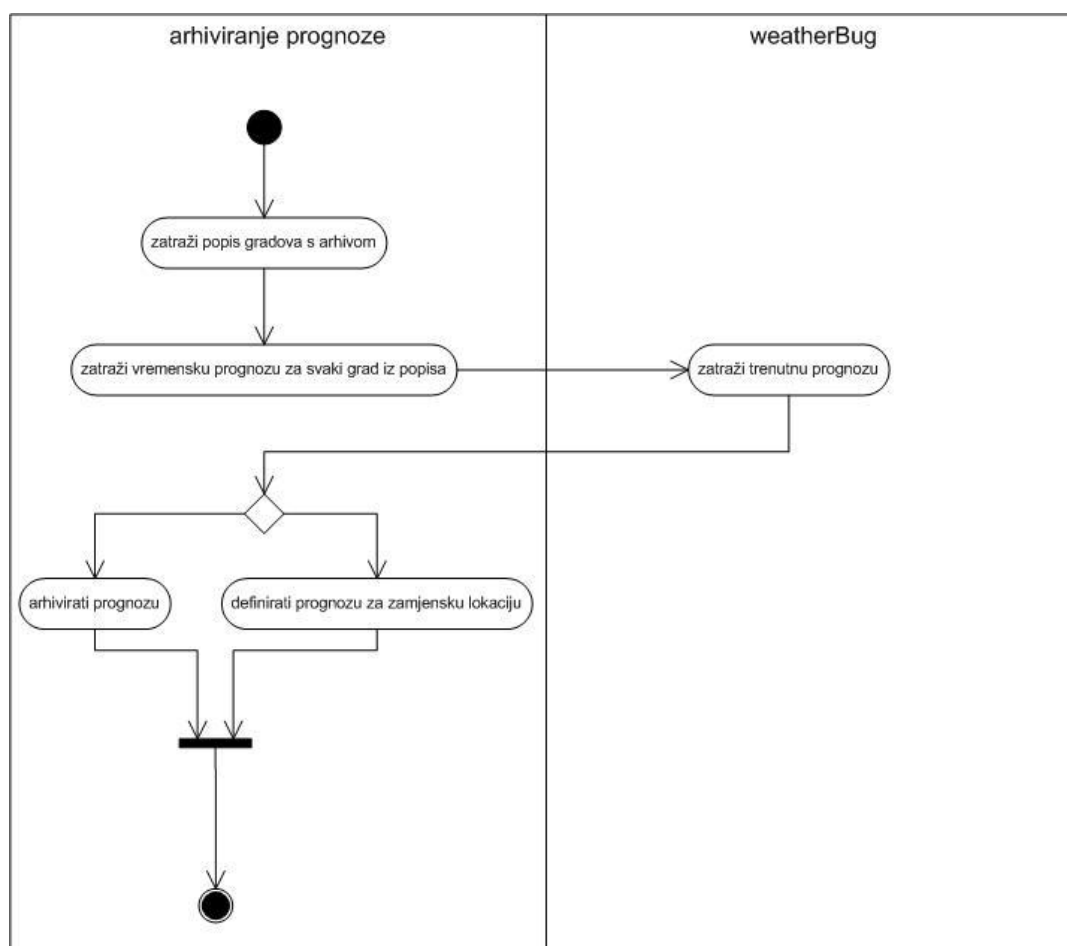 arhiviranje prognoze
weatherBug
zatraži popis gradova s arhivom
zatraži vremensku prognozu za svaki grad iz popisa
zatraži trenutnu prognozu
arhivirati prognozu
definirati prognozu za zamjensku lokaciju